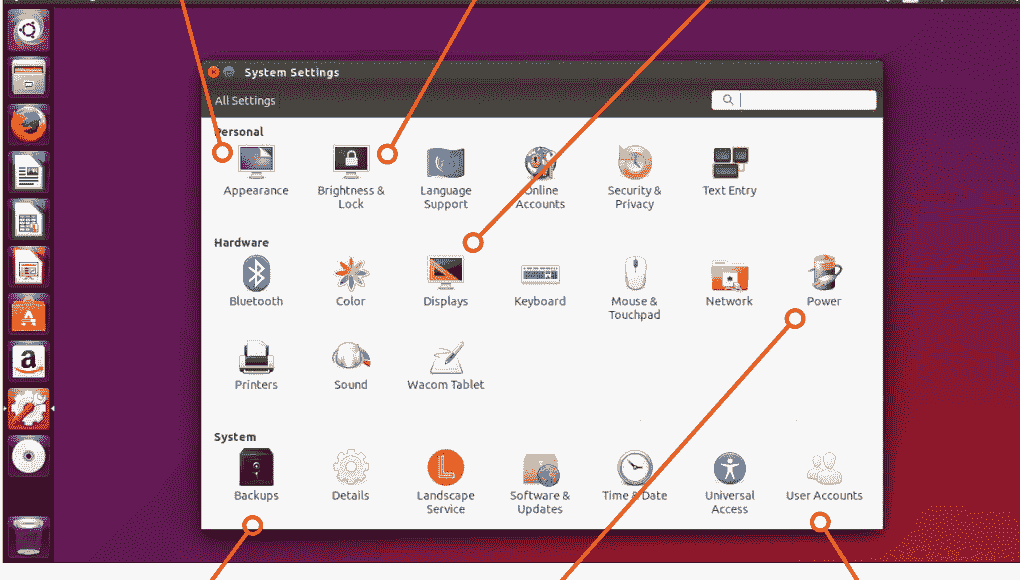 System Settings
All Settings
Personal
Appearance
Brightness &
Lock
Language
Support
Online
Accounts
Security &
Privacy
Text Entry
Hardware
Bluetooth
Color
Displays
Keyboard
Mouse &
Touchpad
Network
Power
Printers
Sound
Wacom Tablet
System
Backups
Details
Landscape
Service
Software &
Updates
Time & Date
Universal
Access
User Accounts